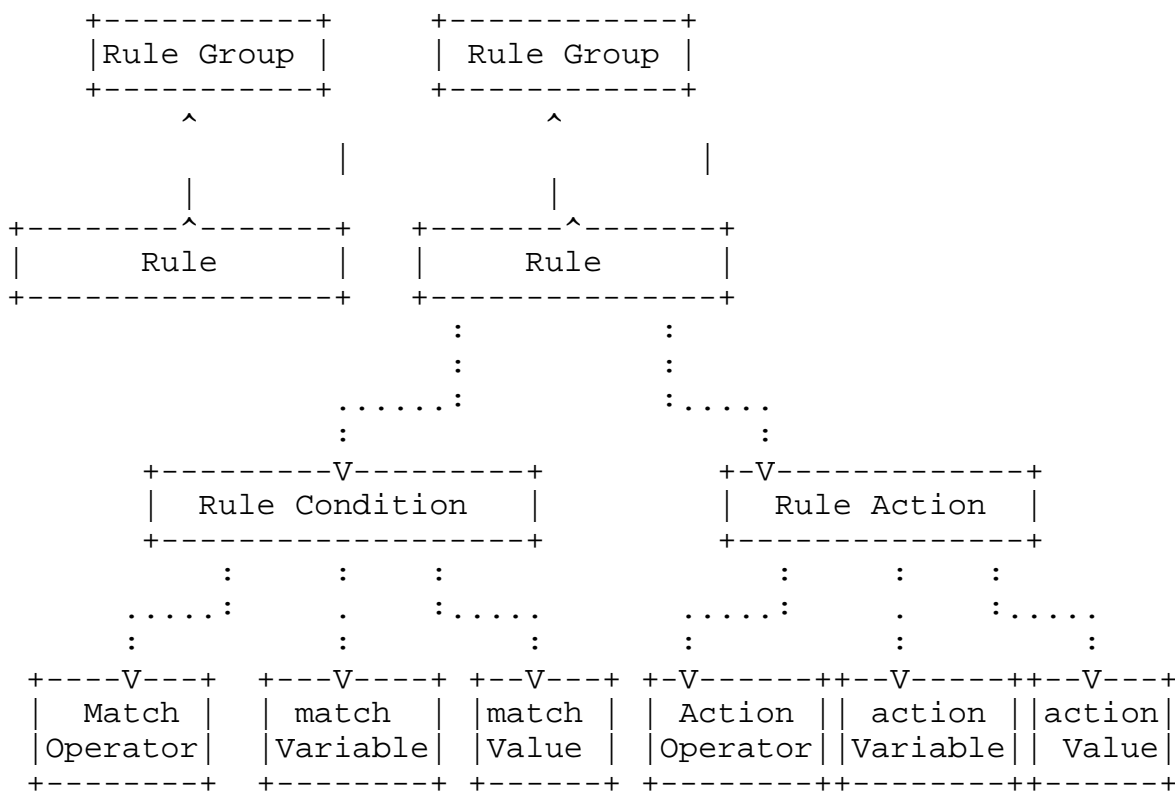 Rule Group Rule Group
Rule Rule
Rule Condition Rule Action
Match match match Action action action
Operator Variable Value Operator Variable Value